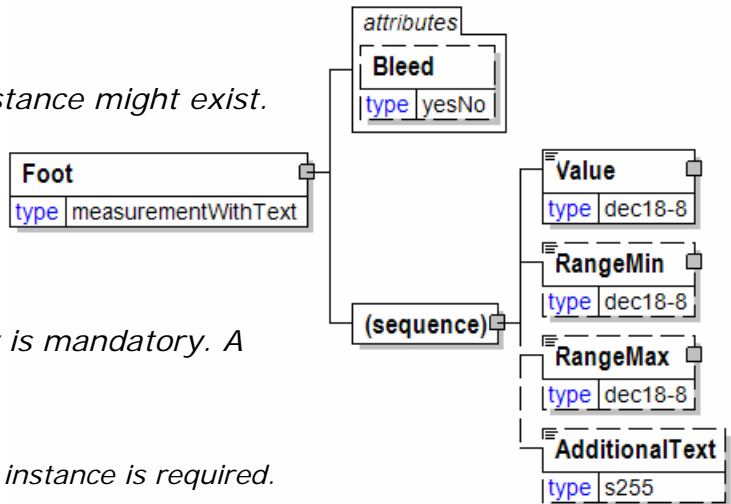 stance might exist.
is mandatory. A
instance is required.
attributes
Bleed
type yesNo
Foot
type measurementWithText
(sequence)
Value
type dec18-8
RangeMin
type dec18-8
RangeMax
type dec18-8
AdditionalText
type s255